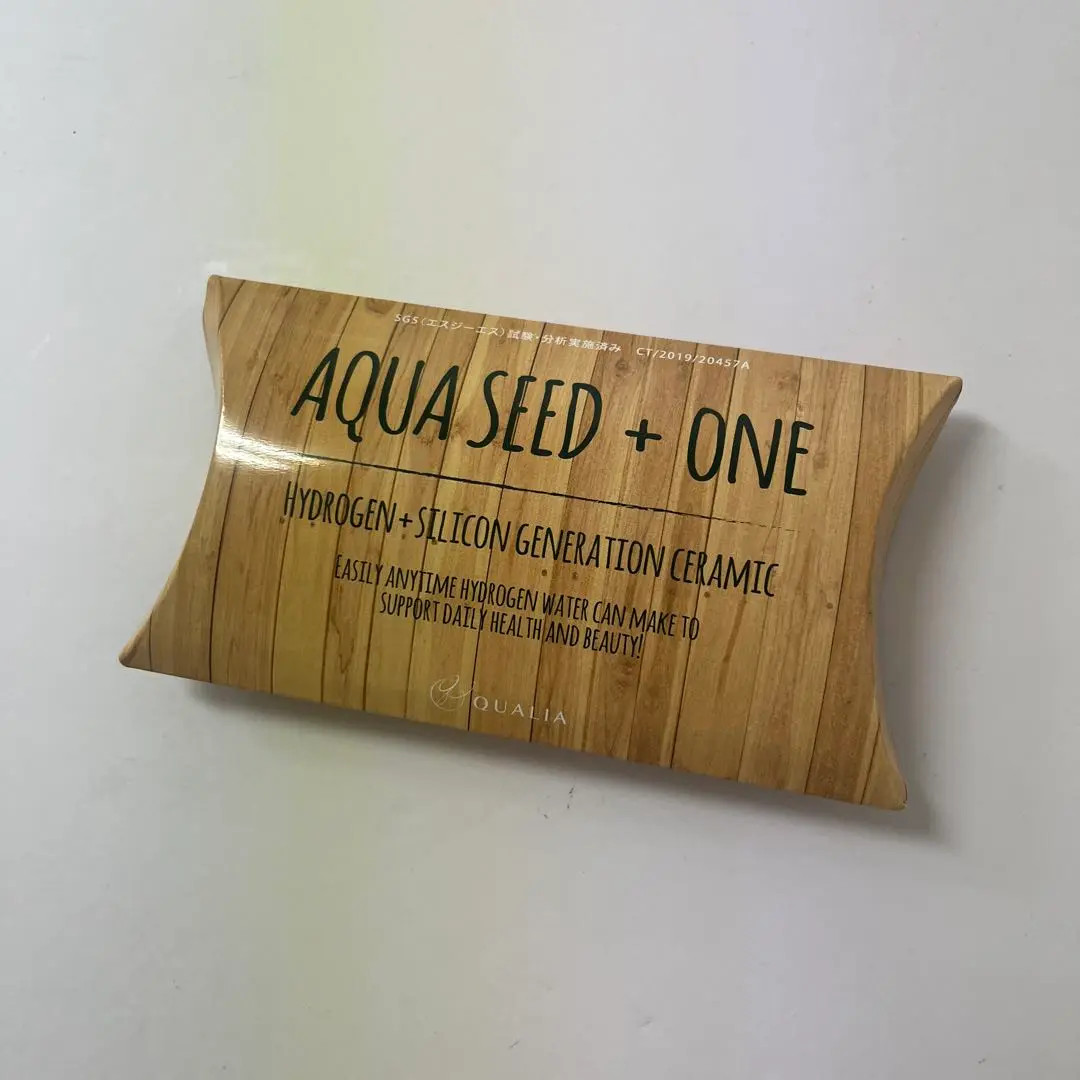 SGS(エスジーエス)試験・分析実施済み CT/2019/20457A
AQUA SEED + ONE
HYDROGEN+SILICON GENERATION CERAMIC
EASILY ANYTIME HYDROGEN WATER CAN MAKE TO
SUPPORT DAILY HEALTH AND BEAUTY!
QUALIA